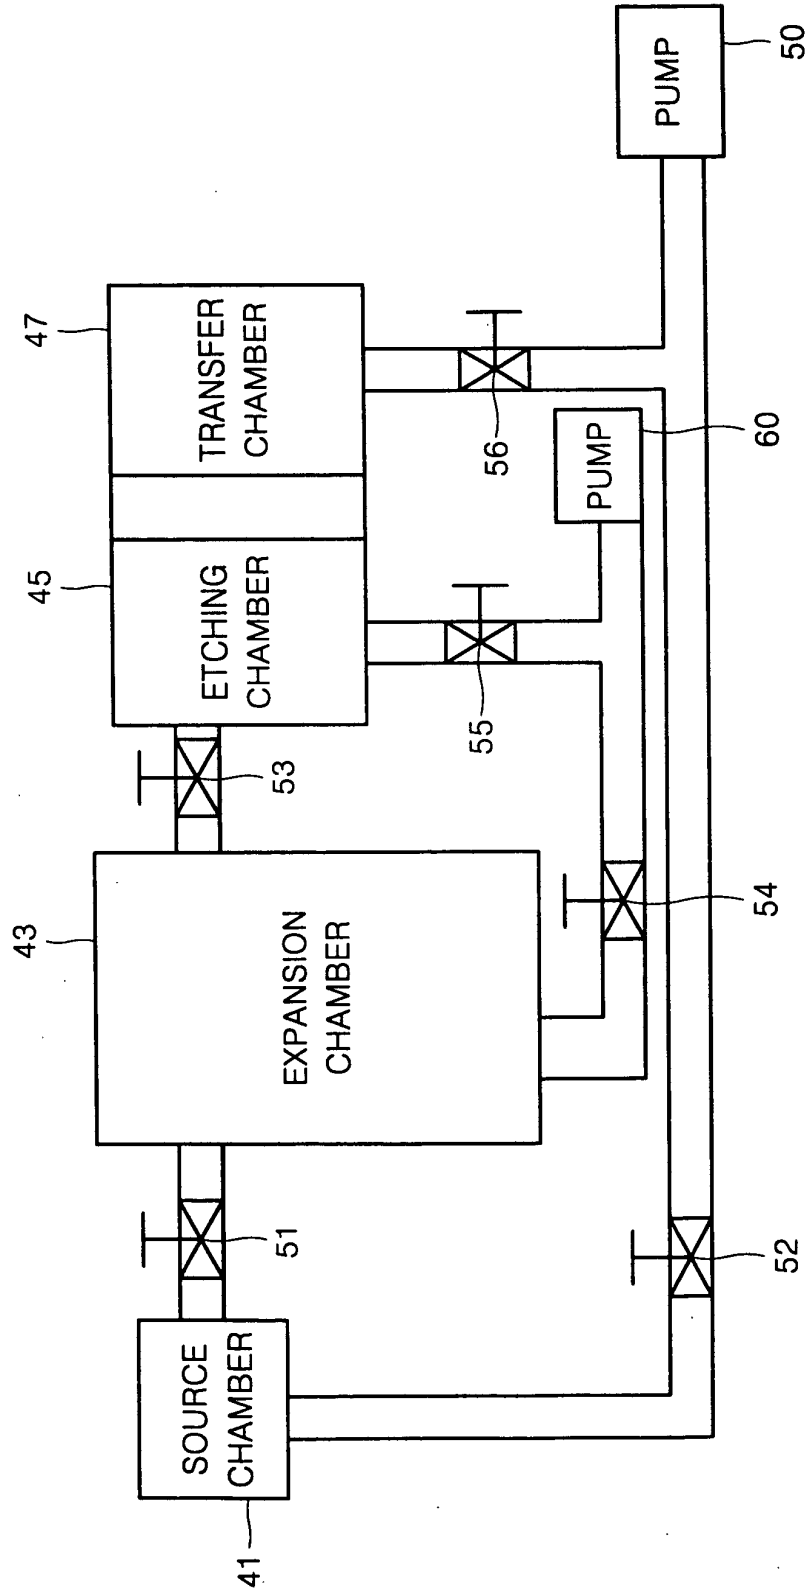 41
SOURCE
CHAMBER
51
43
EXPANSION
CHAMBER
53
45
ETCHING
CHAMBER
47
TRANSFER
CHAMBER
52
54
55
56
PUMP
60
PUMP
50